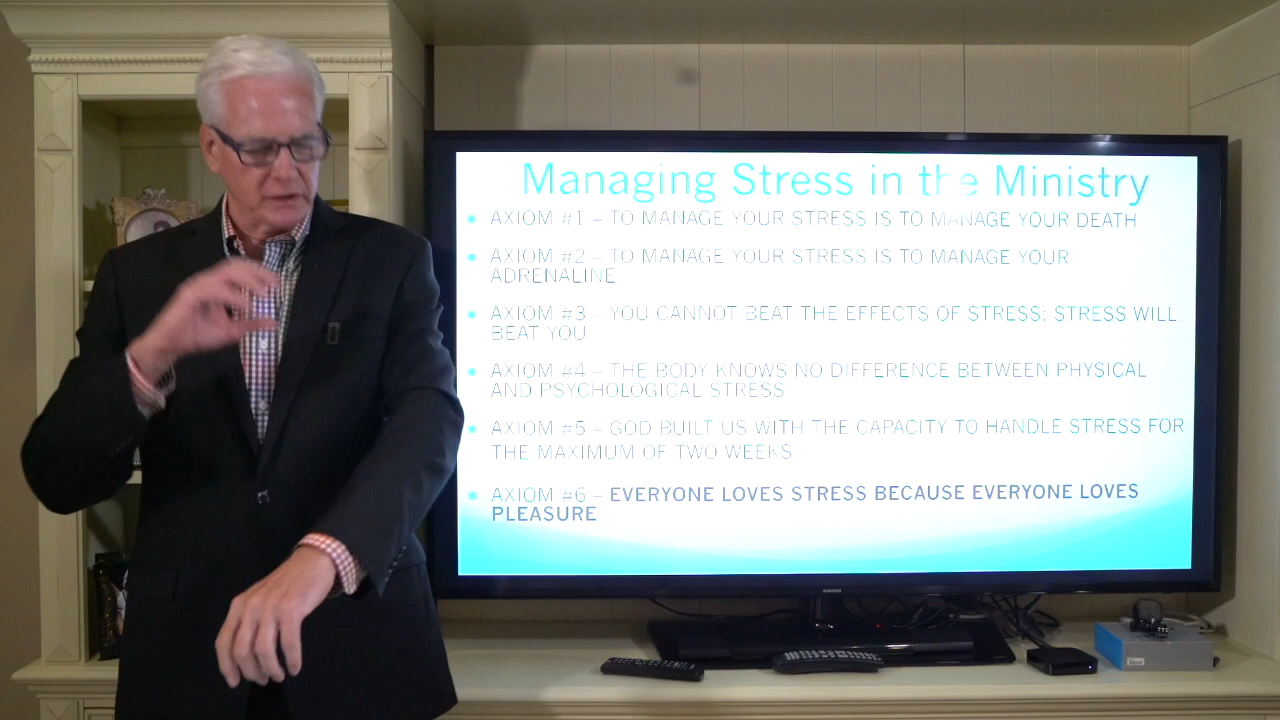 Managing Stress in the Ministry
AXIOM #1 – TO MANAGE YOUR STRESS IS TO MANAGE YOUR DEATH
AXIOM #2 – TO MANAGE YOUR STRESS IS TO MANAGE YOUR
ADRENALINE
AXIOM #3 – YOU CANNOT BEAT THE EFFECTS OF STRESS; STRESS WILL
BEAT YOU
AXIOM #4 – THE BODY KNOWS NO DIFFERENCE BETWEEN PHYSICAL
AND PSYCHOLOGICAL STRESS
AXIOM #5 – GOD BUILT US WITH THE CAPACITY TO HANDLE STRESS FOR
THE MAXIMUM OF TWO WEEKS
AXIOM #6 – EVERYONE LOVES STRESS BECAUSE EVERYONE LOVES
PLEASURE
SAMSUNG